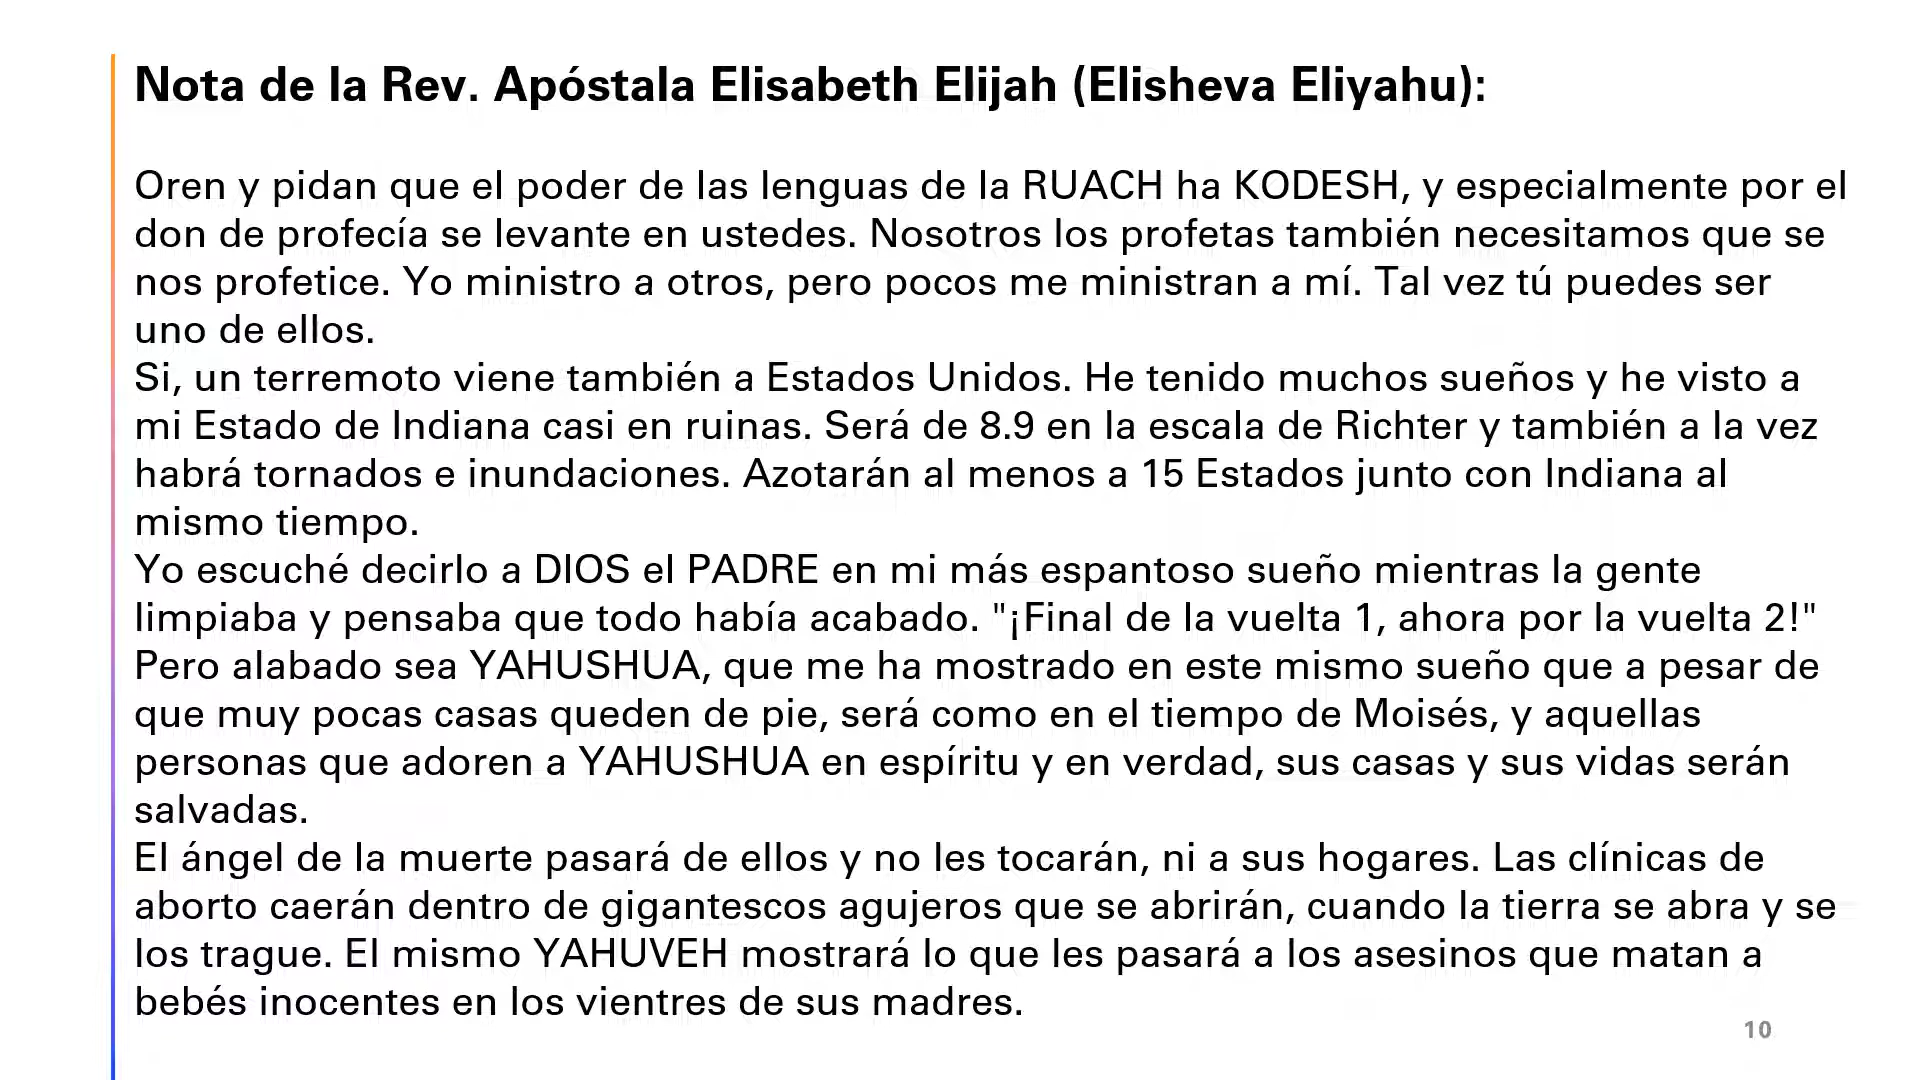 Nota de la Rev. Apóstala Elisabeth Elijah (Elisheva Eliyahu):
Oren y pidan que el poder de las lenguas de la RUACH ha KODESH, y especialmente por el
don de profecía se levante en ustedes. Nosotros los profetas también necesitamos que se
nos profetice. Yo ministro a otros, pero pocos me ministran a mí. Tal vez tú puedes ser
uno de ellos.
Si, un terremoto viene también a Estados Unidos. He tenido muchos sueños y he visto a
mi Estado de Indiana casi en ruinas. Será de 8.9 en la escala de Richter y también a la vez
habrá tornados e inundaciones. Azotarán al menos a 15 Estados junto con Indiana al
mismo tiempo.
Yo escuché decirlo a DIOS el PADRE en mi más espantoso sueño mientras la gente
limpiaba y pensaba que todo había acabado. "¡Final de la vuelta 1, ahora por la vuelta 2!"
Pero alabado sea YAHUSHUA, que me ha mostrado en este mismo sueño que a pesar de
que muy pocas casas queden de pie, será como en el tiempo de Moisés, y aquellas
personas que adoren a YAHUSHUA en espíritu y en verdad, sus casas y sus vidas serán
salvadas.
El ángel de la muerte pasará de ellos y no les tocarán, ni a sus hogares. Las clínicas de
aborto caerán dentro de gigantescos agujeros que se abrirán, cuando la tierra se abra y se
los trague. El mismo YAHUVEH mostrará lo que les pasará a los asesinos que matan a
bebés inocentes en los vientres de sus madres.
10